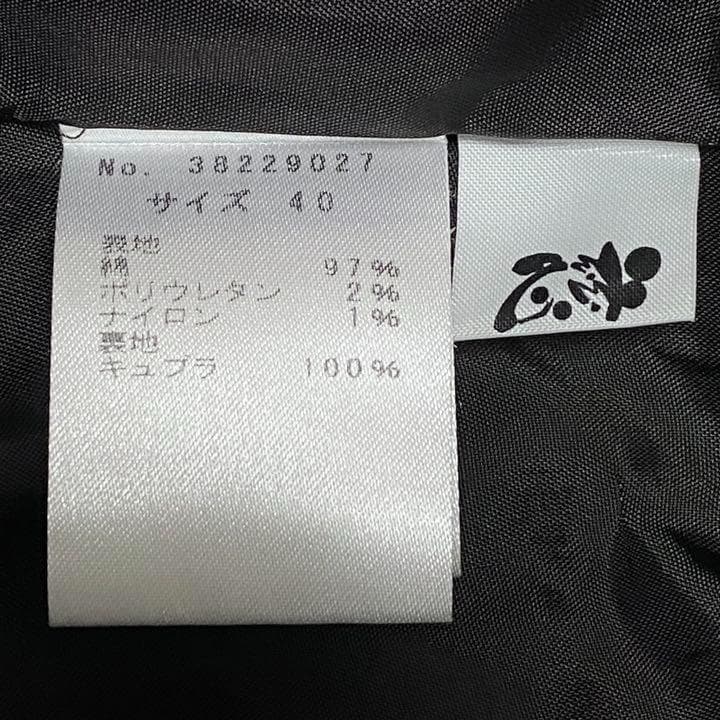 No. 38229027
サイズ 40
表地
綿 97%
ポリウレタン 2%
ナイロン 1%
裏地
キュプラ 100%